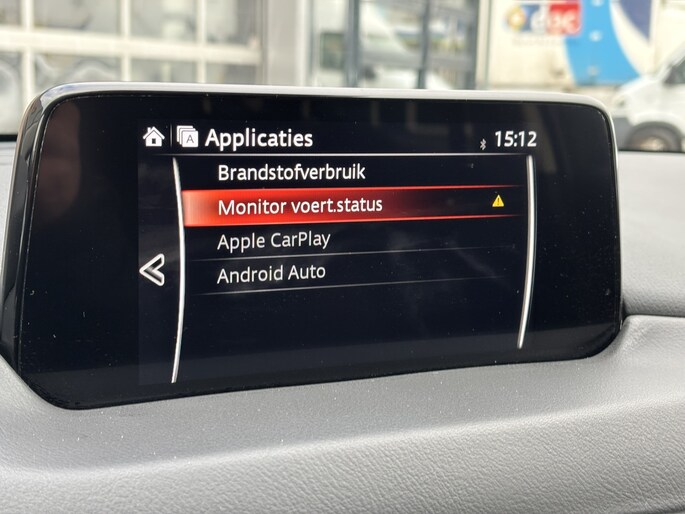 A Applicaties 15:12
Brandstofverbruik
Monitor voert.status
Apple CarPlay
Android Auto